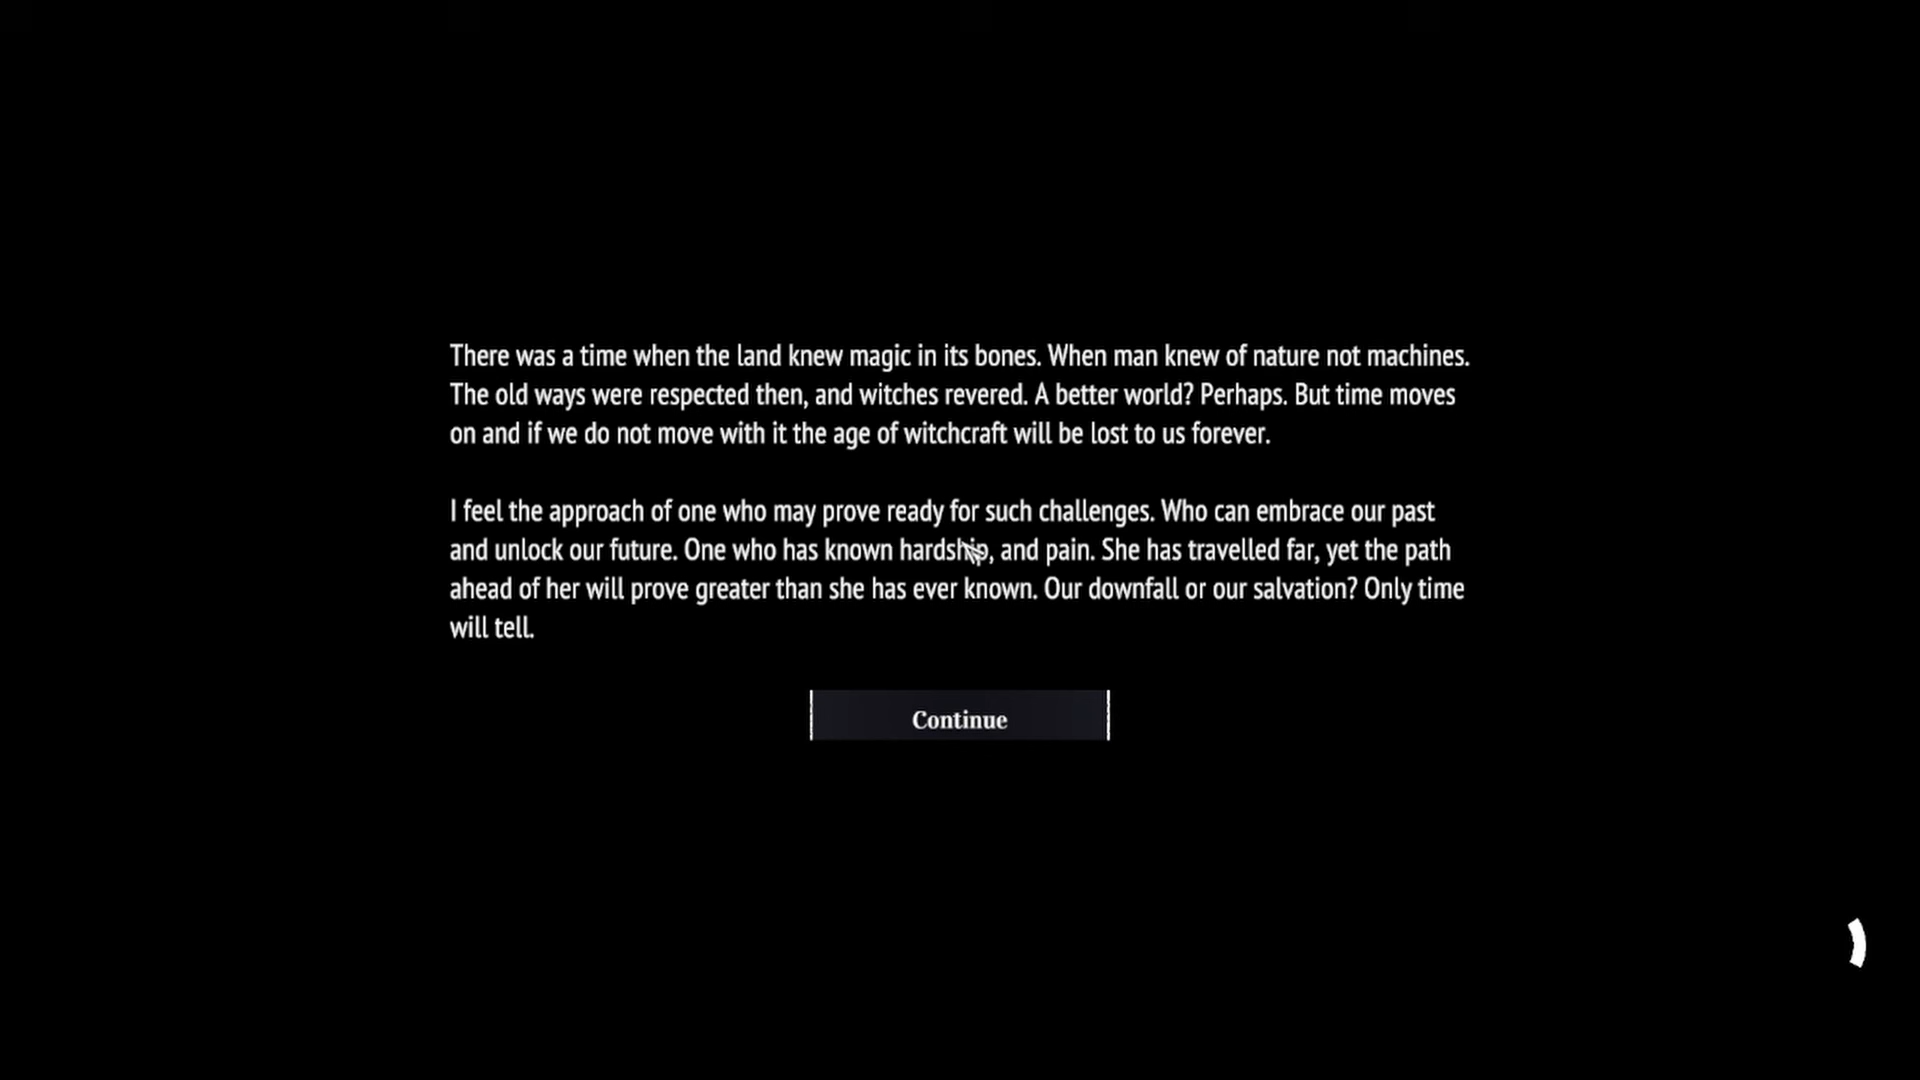 There was a time when the land knew magic in its bones. When man knew of nature not machines.
The old ways were respected then, and witches revered. A better world? Perhaps. But time moves
on and if we do not move with it the age of witchcraft will be lost to us forever.
I feel the approach of one who may prove ready for such challenges. Who can embrace our past
and unlock our future. One who has known hardship, and pain. She has travelled far, yet the path
ahead of her will prove greater than she has ever known. Our downfall or our salvation? Only time
will tell.
Continue